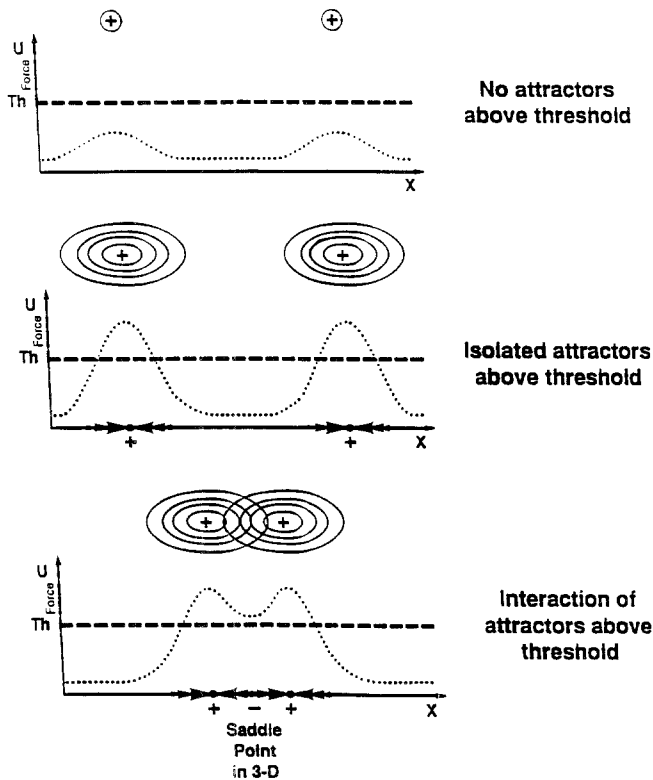 + +
U
Force
Th
No attractors
above threshold
X
+ +
U
Force
Th
Isolated attractors
above threshold
X
+ +
+ +
U
Force
Th
Interaction of
attractors above
threshold
X
+ − +
Saddle
Point
in 3-D